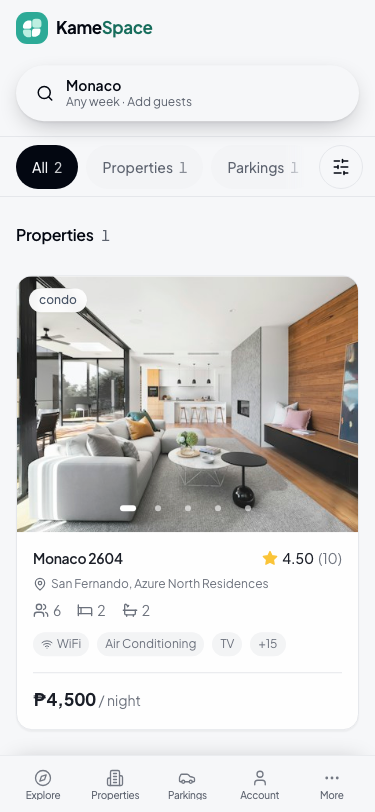 KameSpace
Monaco
Any week · Add guests
All 2
Properties 1
Parkings 1
Properties 1
condo
Monaco 2604
4.50 (10)
San Fernando, Azure North Residences
6 2 2
WiFi Air Conditioning TV +15
₱4,500 / night
Explore Properties Parkings Account More